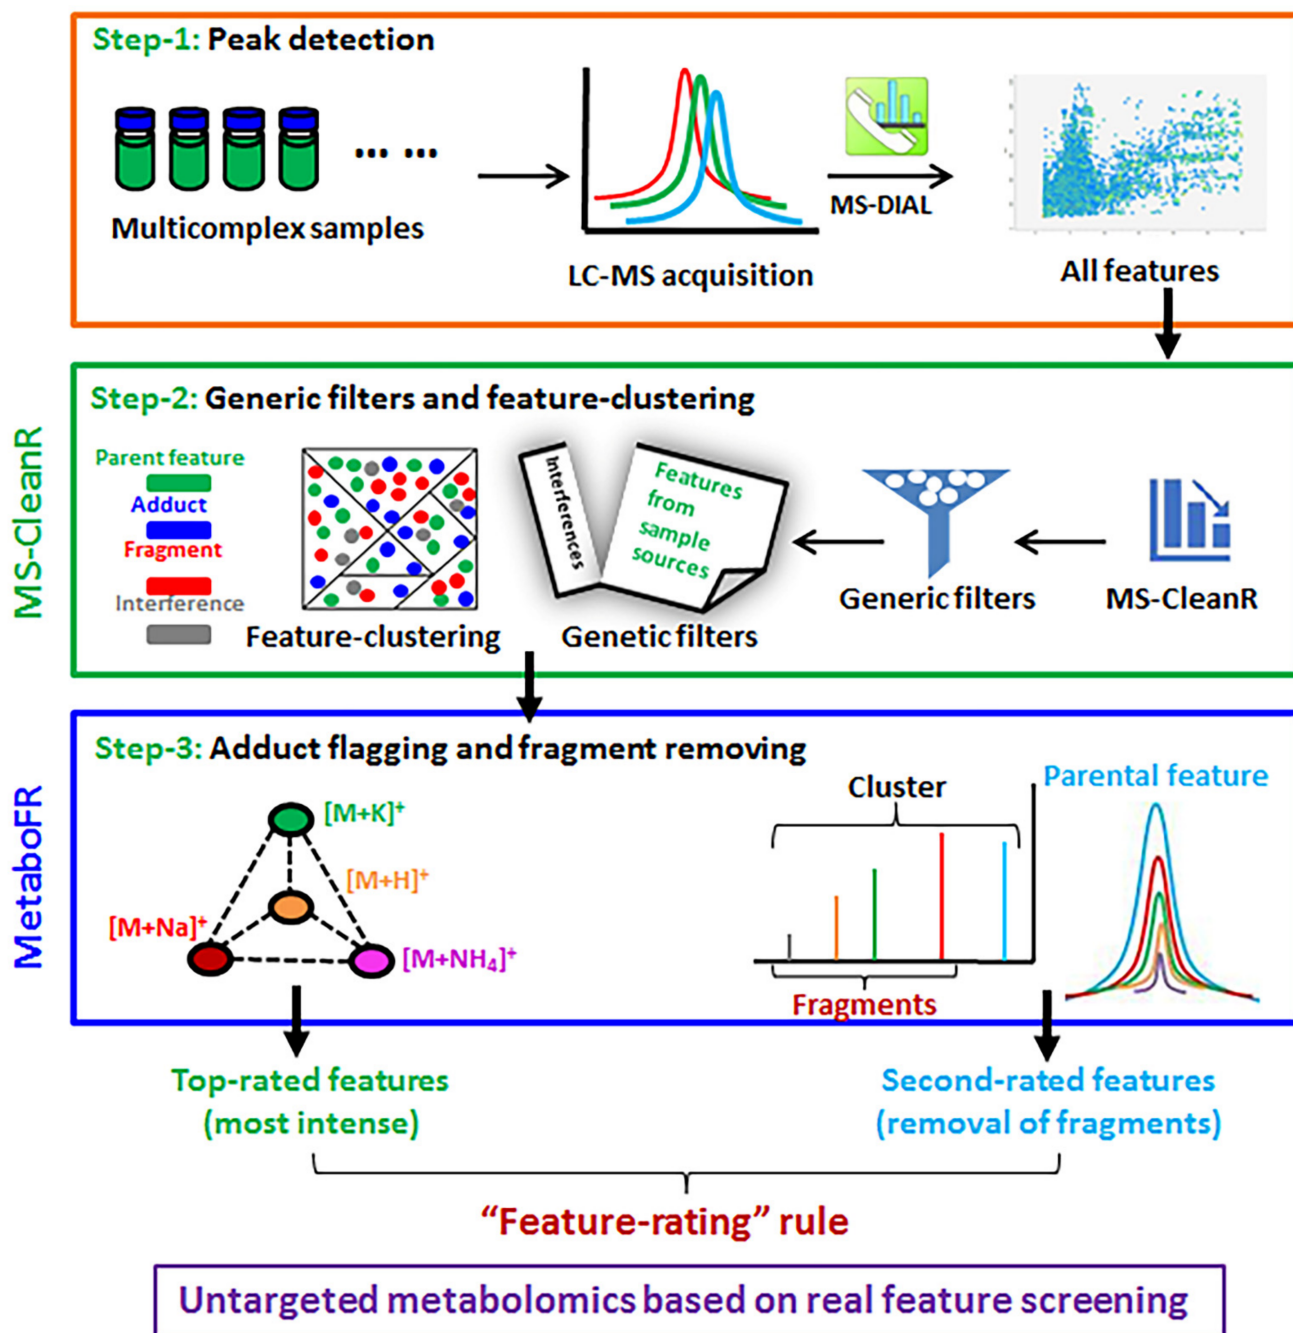 Step-1: Peak detection
... ...
Multicomplex samples
LC-MS acquisition
MS-DIAL
All features
MS-CleanR
Step-2: Generic filters and feature-clustering
Parent feature
Adduct
Fragment
Interference
Feature-clustering
Interferences
Features
from
sample
sources
Genetic filters
Generic filters
MS-CleanR
MetaboFR
Step-3: Adduct flagging and fragment removing
[M+K]⁺
[M+H]⁺
[M+Na]⁺
[M+NH₄]⁺
Cluster
Fragments
Parental feature
Top-rated features
(most intense)
Second-rated features
(removal of fragments)
“Feature-rating” rule
Untargeted metabolomics based on real feature screening